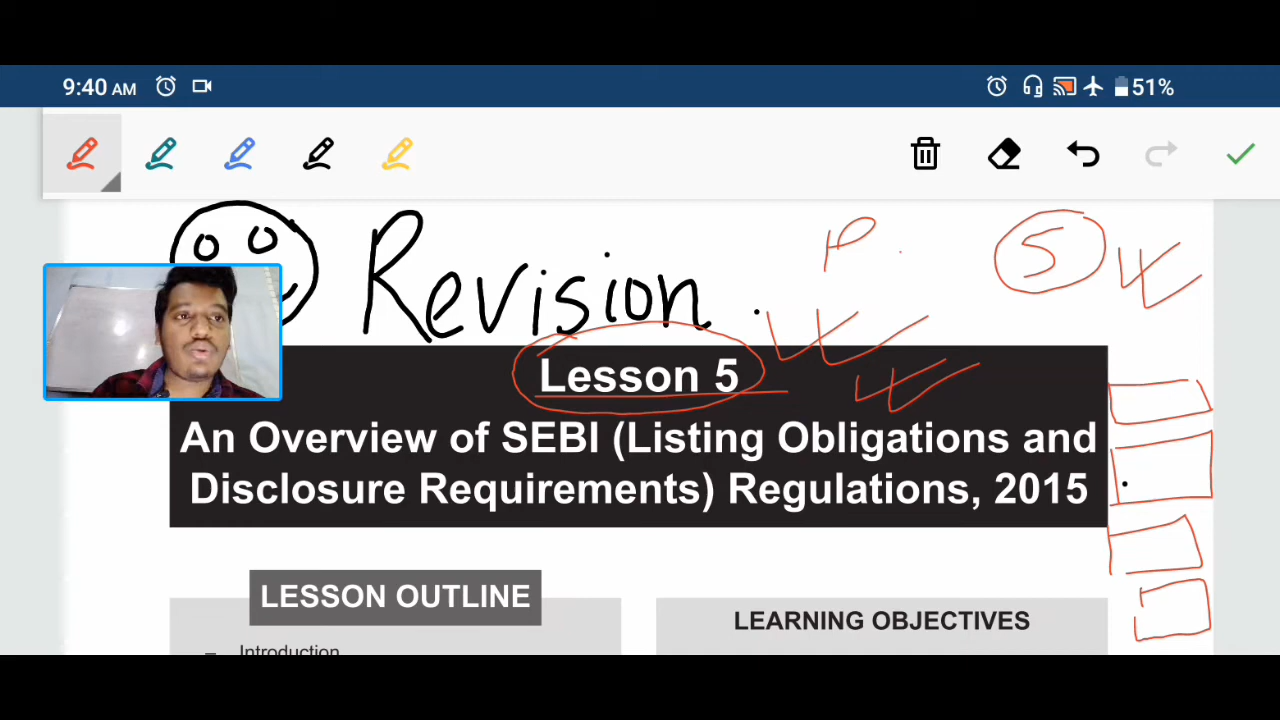 9:40 AM
51%
Revision.
P.
5
Lesson 5
An Overview of SEBI (Listing Obligations and
Disclosure Requirements) Regulations, 2015
LESSON OUTLINE
– Introduction
LEARNING OBJECTIVES